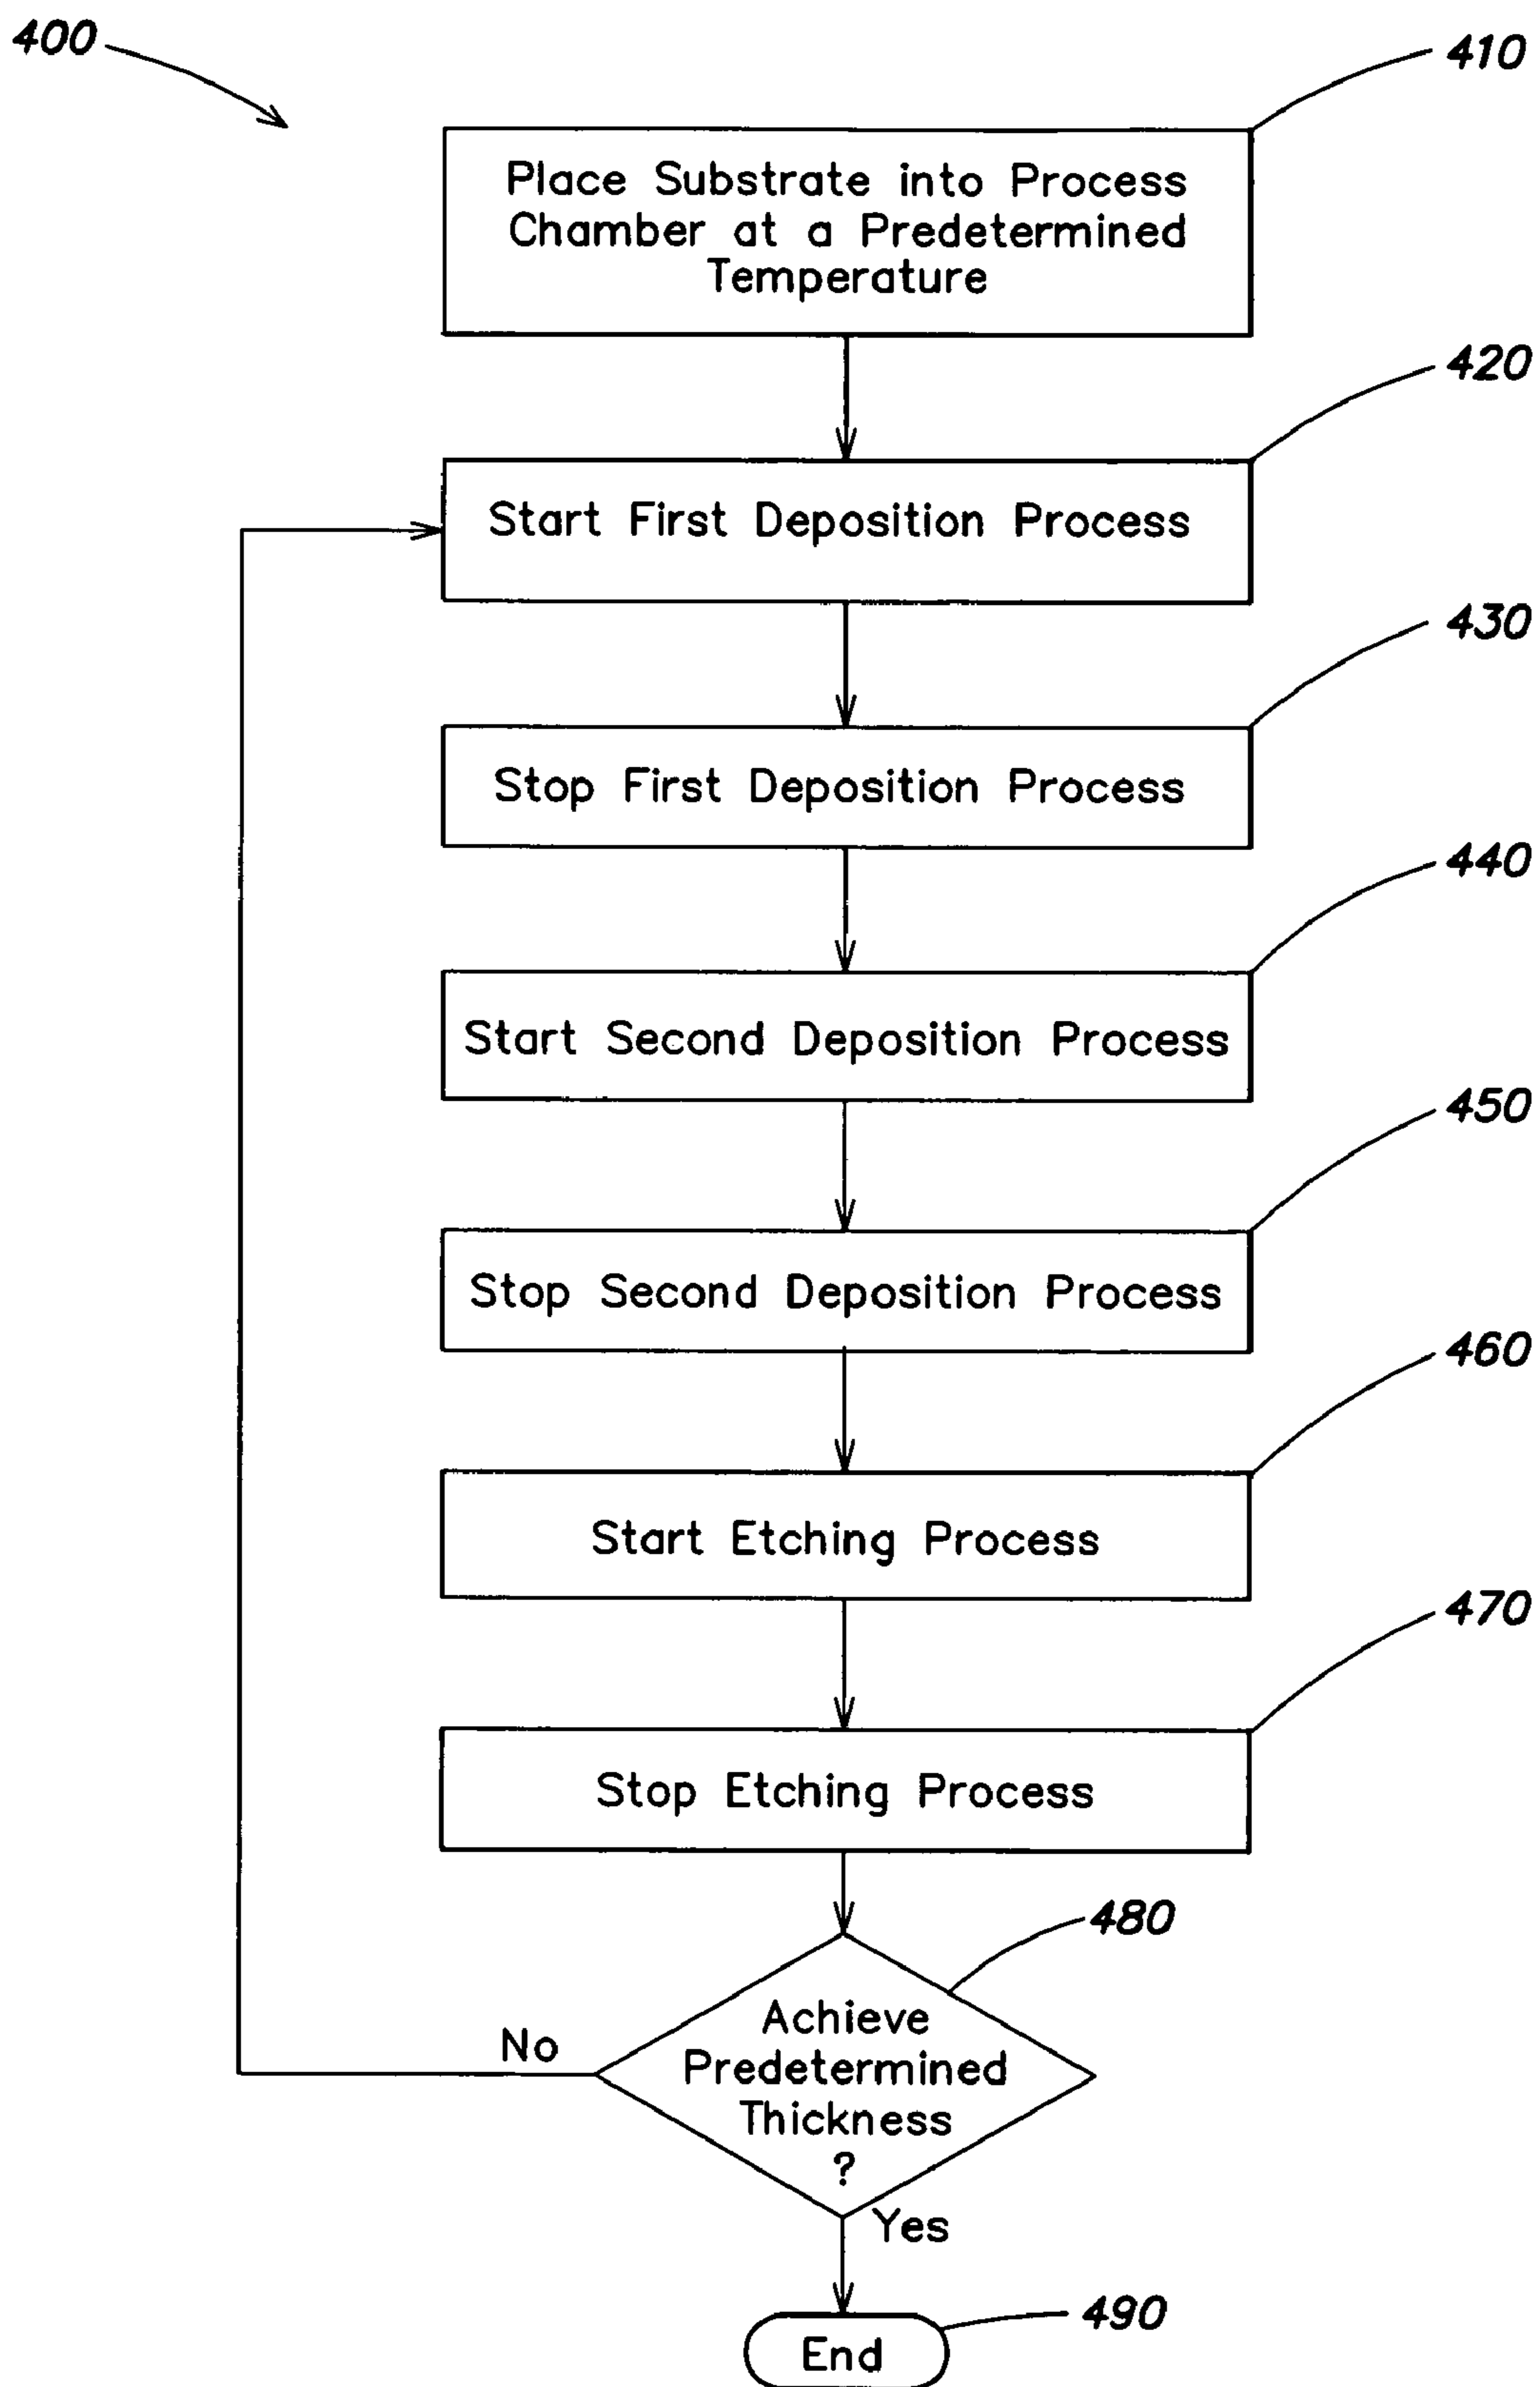 400
410
Place Substrate into Process
Chamber at a Predetermined
Temperature
420
Start First Deposition Process
430
Stop First Deposition Process
440
Start Second Deposition Process
450
Stop Second Deposition Process
460
Start Etching Process
470
Stop Etching Process
480
Achieve
Predetermined
Thickness
?
No
Yes
490
End